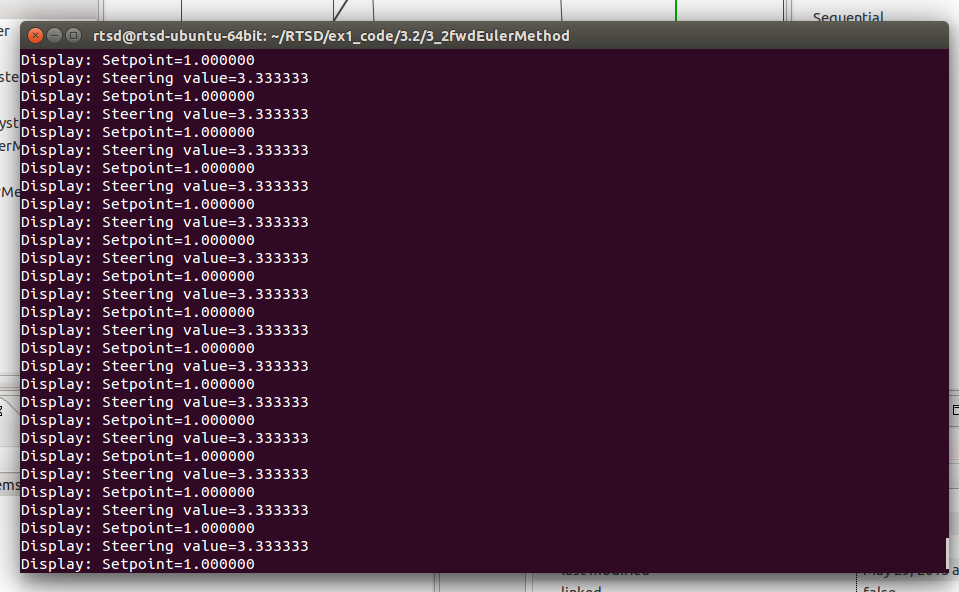 Sequential
rtsd@rtsd-ubuntu-64bit: ~/RTSD/ex1_code/3.2/3_2fwdEulerMethod
Display: Setpoint=1.000000
Display: Steering value=3.333333
Display: Setpoint=1.000000
Display: Steering value=3.333333
Display: Setpoint=1.000000
Display: Steering value=3.333333
Display: Setpoint=1.000000
Display: Steering value=3.333333
Display: Setpoint=1.000000
Display: Steering value=3.333333
Display: Setpoint=1.000000
Display: Steering value=3.333333
Display: Setpoint=1.000000
Display: Steering value=3.333333
Display: Setpoint=1.000000
Display: Steering value=3.333333
Display: Setpoint=1.000000
Display: Steering value=3.333333
Display: Setpoint=1.000000
Display: Steering value=3.333333
Display: Setpoint=1.000000
Display: Steering value=3.333333
Display: Setpoint=1.000000
Display: Steering value=3.333333
Display: Setpoint=1.000000
Display: Steering value=3.333333
Display: Setpoint=1.000000
Display: Steering value=3.333333
Display: Setpoint=1.000000
last modified
linked false